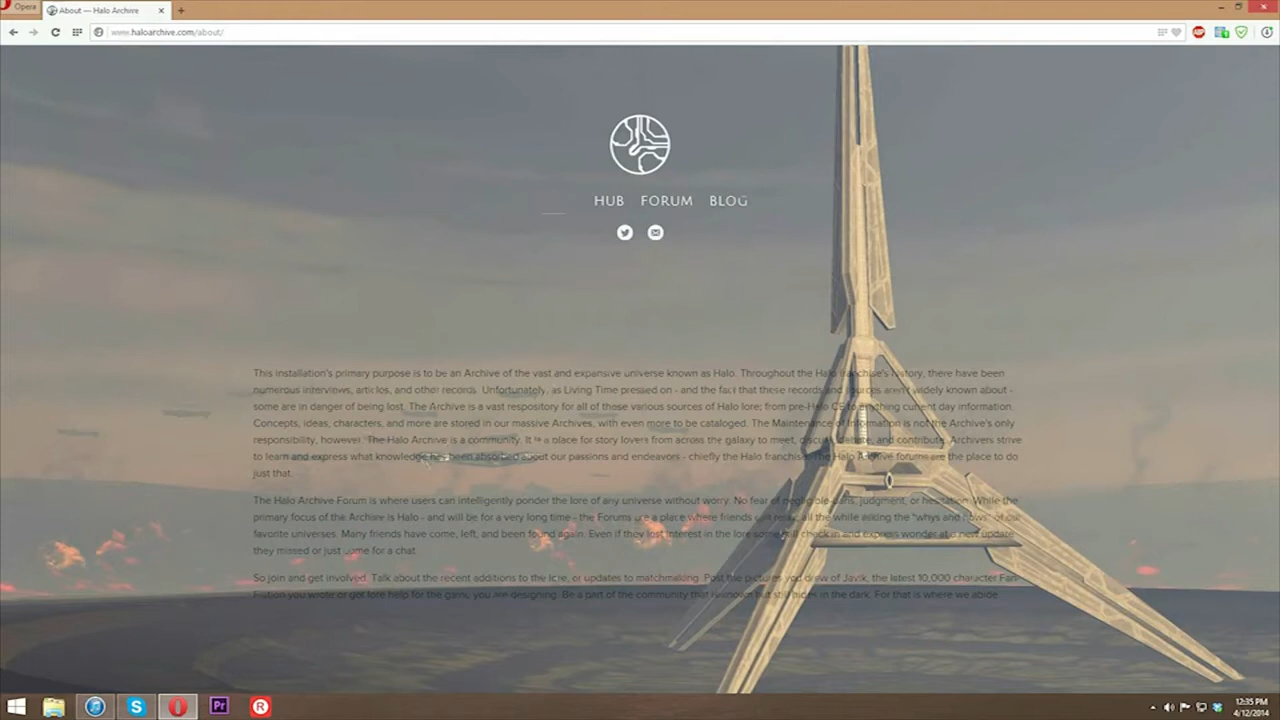 Opera
About — Halo Archive
www.haloarchive.com/about/
HUB FORUM BLOG
This installation's primary purpose is to be an Archive of the vast and expansive universe known as Halo. Throughout the Halo franchise's history, there have been
numerous interviews, articles, and other records. Unfortunately, as Living Time pressed on - and the fact that these records and sources aren't widely known about -
some are in danger of being lost. The Archive is a vast respository for all of these various sources of Halo lore; from pre-Halo CE to anything current day information.
Concepts, ideas, characters, and more are stored in our massive Archives, with even more to be cataloged. The Maintenance of Information is not the Archive's only
responsibility, however. The Halo Archive is a community. It is a place for story lovers from across the galaxy to meet, discuss, debate, and contribute. Archivers strive
to learn and express what knowledge has been absorbed about our passions and endeavors - chiefly the Halo franchise. The Halo Archive forums are the place to do
just that.
The Halo Archive Forum is where users can intelligently ponder the lore of any universe without worry. No fear of negligible bans, judgment, or hesitation. While the
primary focus of the Archive is Halo - and will be for a very long time - the Forums are a place where friends can relax, all the while asking the "whys and hows" of our
favorite universes. Many friends have come, left, and been found again. Even if they lost interest in the lore some still check in and express wonder at a new update
they missed or just come for a chat.
So join and get involved. Talk about the recent additions to the lore, or updates to matchmaking. Post the pictures you drew of Javik, the latest 10,000 character Fan-
Fiction you wrote or get lore help for the game you are designing. Be a part of the community that is known but still hides in the dark. For that is where we abide.
ABP
S
Pr
R
12:35 PM
4/12/2014